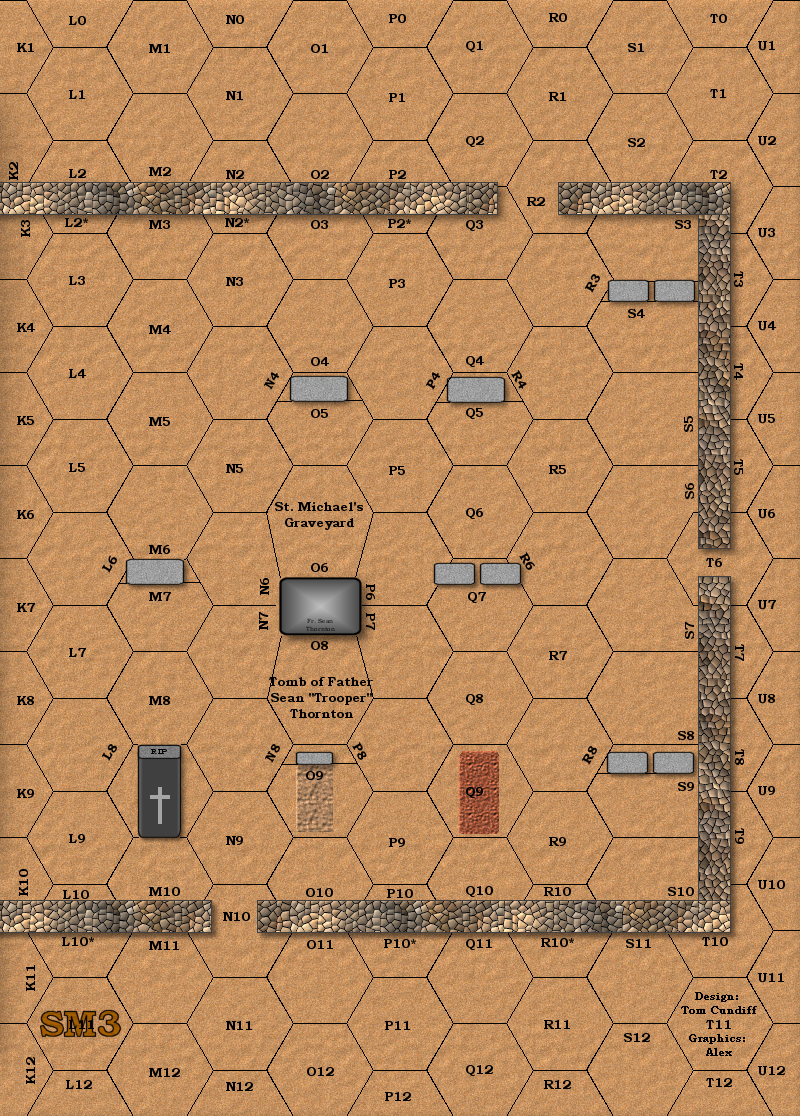 L0 N0 P0 R0 T0
K1 M1 O1 Q1 S1 U1
L1 N1 P1 R1 T1
Q2 S2 U2
K2 L2 M2 N2 O2 P2 T2
R2
K3 L2* M3 N2* O3 P2* Q3 S3 U3
L3 N3 P3 R3 T3
S4
K4 M4 U4
O4 Q4
L4 N4 P4 R4 T4
O5 Q5
K5 M5 S5 U5
L5 N5 P5 R5 T5
S6
St. Michael's
Graveyard
K6 Q6 U6
M6
L6 O6 R6 T6
N6 P6
M7 Q7
K7 U7
Fr. Sean
Thornton
N7 P7 S7
O8
L7 R7 T7
Tomb of Father
Sean "Trooper"
Thornton
K8 M8 Q8 U8
S8
L8 RIP N8 P8 R8 T8
O9
S9
K9 Q9 U9
L9 N9 P9 R9 T9
K10 L10 M10 O10 P10 Q10 R10 S10 U10
N10
L10* M11 O11 P10* Q11 R10* S11 T10
K11 U11
Design:
Tom Cundiff
T11
Graphics:
Alex
SM3
L11 N11 P11 R11
S12
K12 M12 O12 Q12 U12
L12 N12 R12 T12
P12